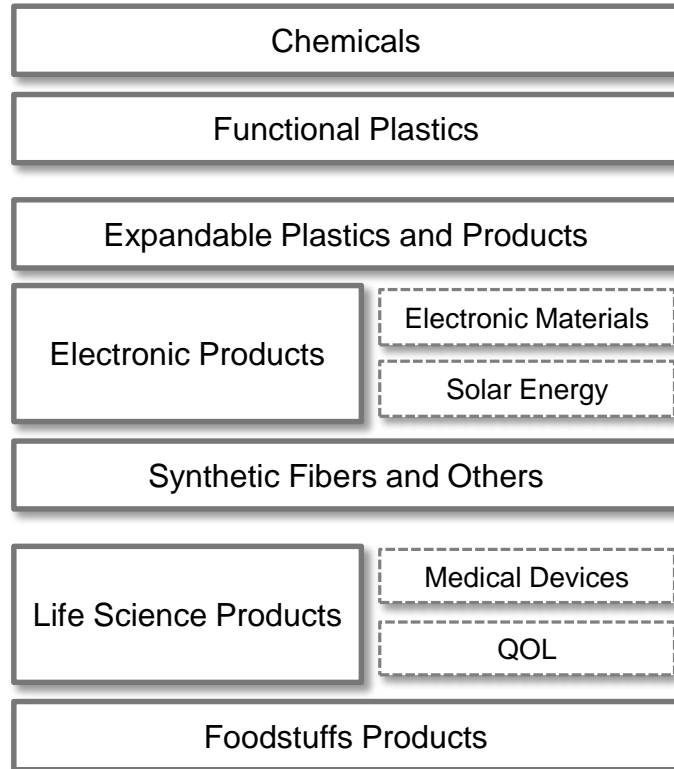 Chemicals
Functional Plastics
Expandable Plastics and Products
Electronic Products
Electronic Materials
Solar Energy
Synthetic Fibers and Others
Life Science Products
Medical Devices
QOL
Foodstuffs Products